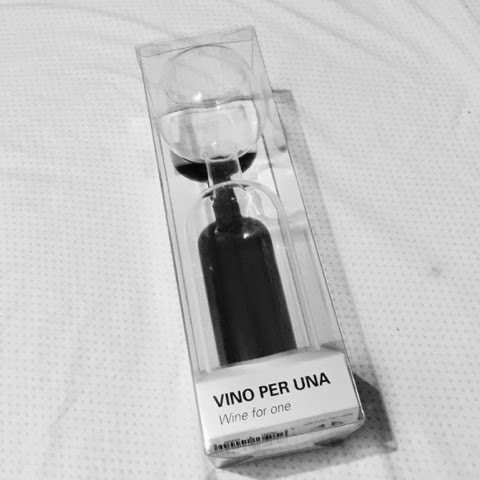 VINO PER UNA
Wine for one